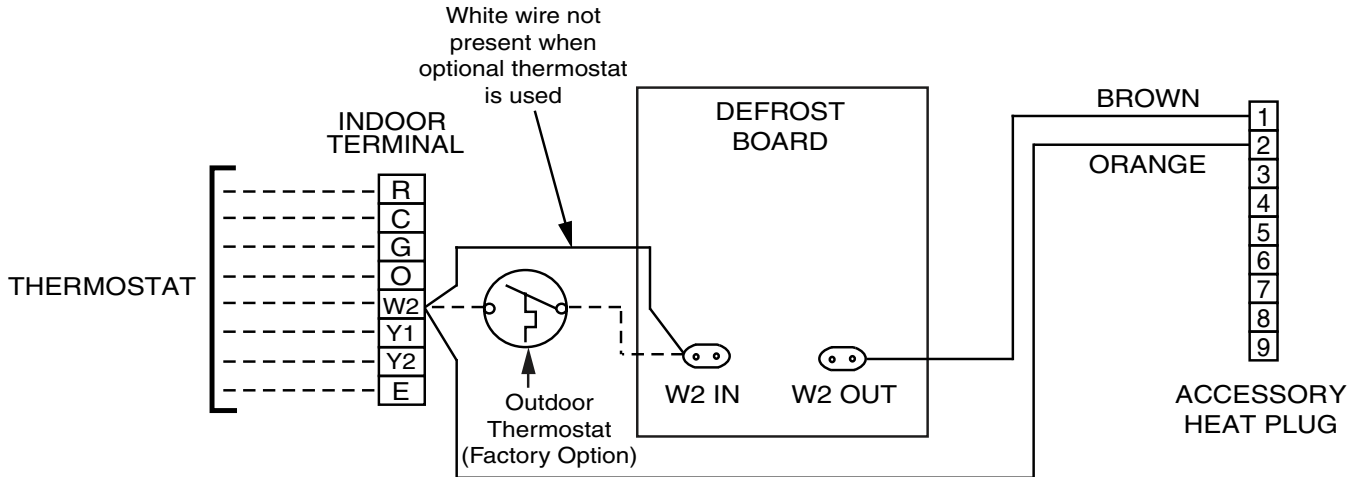 White wire not
present when
optional thermostat
is used
DEFROST
BOARD
BROWN
INDOOR
TERMINAL
ORANGE
THERMOSTAT
R
C
G
O
W2
Y1
Y2
E
1
2
3
4
5
6
7
8
9
W2 IN
W2 OUT
Outdoor
Thermostat
(Factory Option)
ACCESSORY
HEAT PLUG